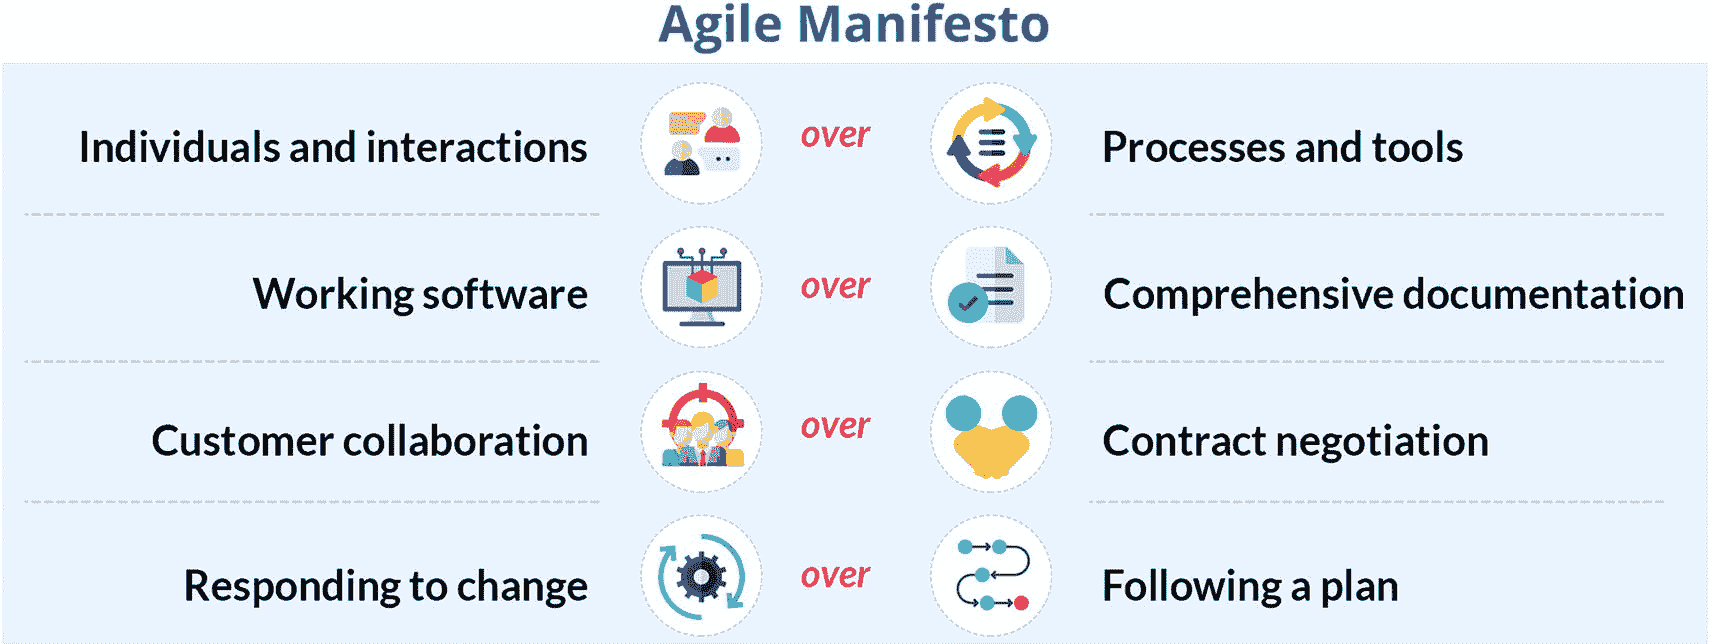 Agile Manifesto
Individuals and interactions over Processes and tools
Working software over Comprehensive documentation
Customer collaboration over Contract negotiation
Responding to change over Following a plan